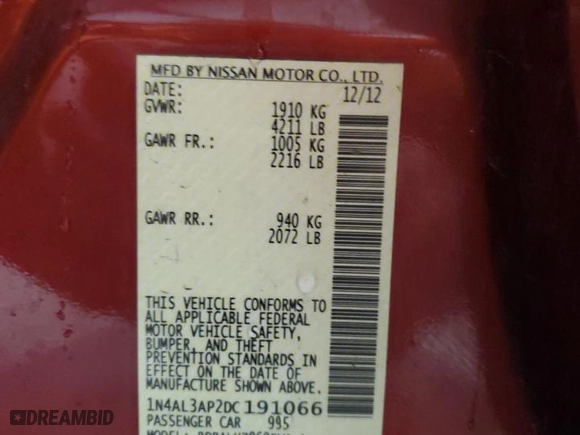 MFD BY NISSAN MOTOR CO., LTD.
DATE: 12/12
GVWR: 1910 KG
4211 LB
GAWR FR.: 1005 KG
2216 LB
GAWR RR.: 940 KG
2072 LB
THIS VEHICLE CONFORMS TO
ALL APPLICABLE FEDERAL
MOTOR VEHICLE SAFETY,
BUMPER, AND THEFT
PREVENTION STANDARDS IN
EFFECT ON THE DATE OF
MANUFACTURE SHOWN ABOVE.
1N4AL3AP2DC191066
PASSENGER CAR 995
DREAMBID